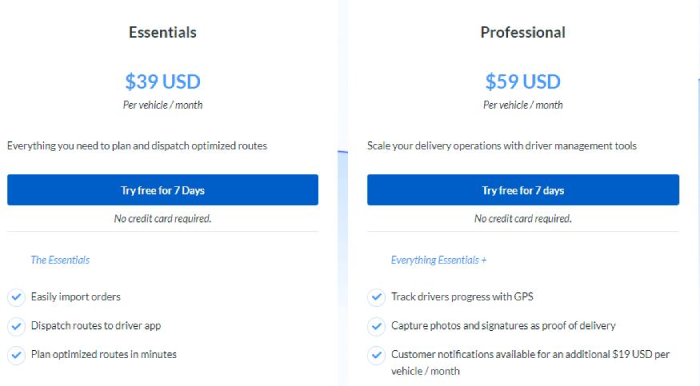 Essentials
$39 USD
Per vehicle / month
Everything you need to plan and dispatch optimized routes
Try free for 7 Days
No credit card required.
The Essentials
Easily import orders
Dispatch routes to driver app
Plan optimized routes in minutes
Professional
$59 USD
Per vehicle / month
Scale your delivery operations with driver management tools
Try free for 7 days
No credit card required.
Everything Essentials +
Track drivers progress with GPS
Capture photos and signatures as proof of delivery
Customer notifications available for an additional $19 USD per
vehicle / month